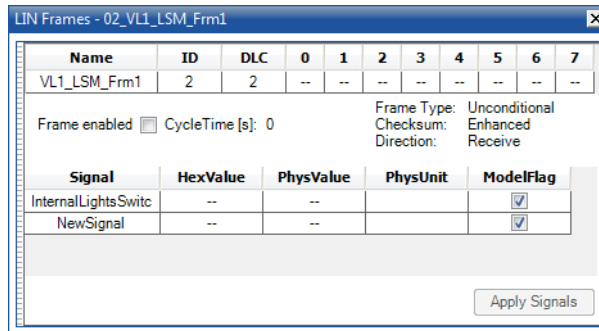 LIN Frames - 02_VL1_LSM_Frm1
Name ID DLC 0 1 2 3 4 5 6 7
VL1_LSM_Frm1 2 2 -- -- -- -- -- -- -- --
Frame enabled CycleTime [s]: 0
Frame Type: Unconditional
Checksum: Enhanced
Direction: Receive
Signal HexValue PhysValue PhysUnit ModelFlag
InternalLightsSwitc -- --
NewSignal -- --
Apply Signals